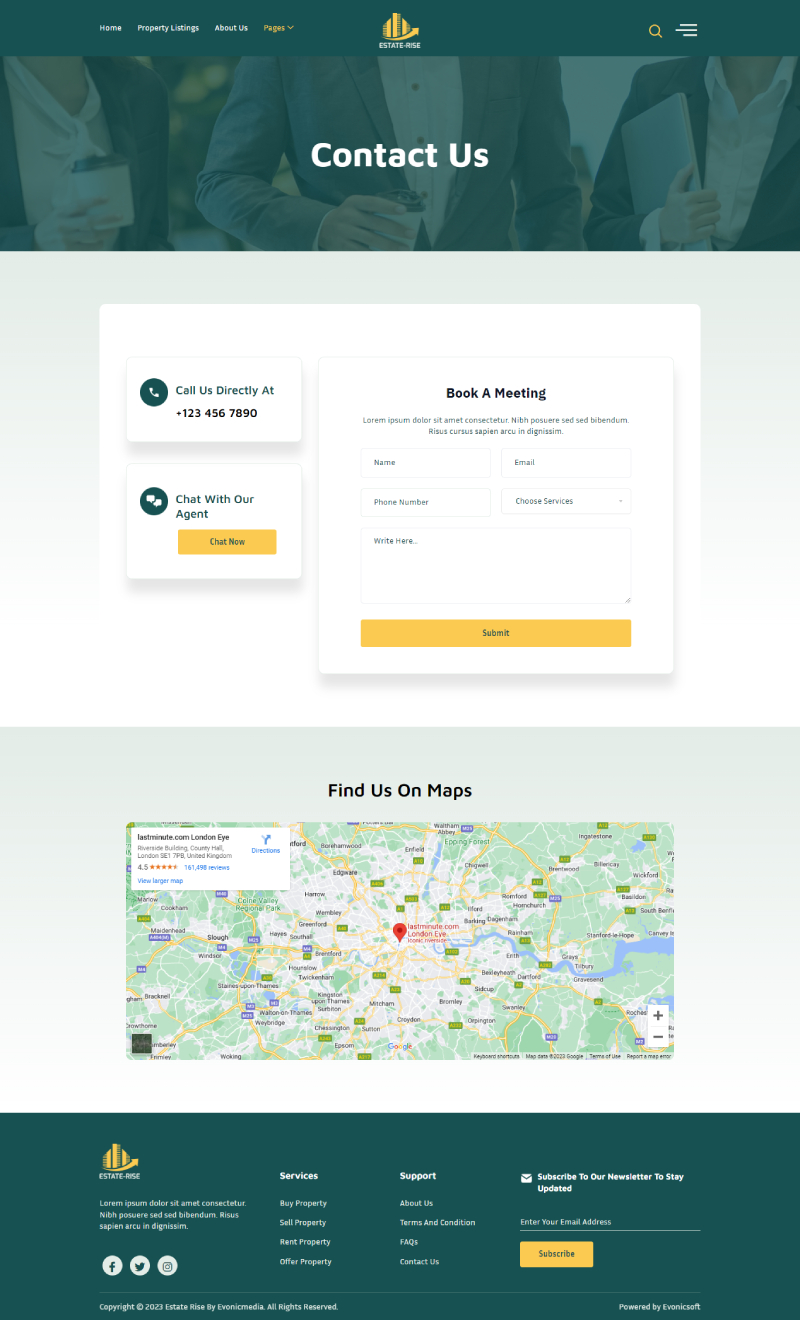 Home
Property Listings
About Us
Pages
ESTATE-RISE
Contact Us
Call Us Directly At
+123 456 7890
Chat With Our
Agent
Chat Now
Book A Meeting
Lorem ipsum dolor sit amet consectetur. Nibh posuere sed sed bibendum.
Risus cursus sapien arcu in dignissim.
Name
Email
Phone Number
Choose Services
Write Here..
Submit
Find Us On Maps
lastminute.com London Eye
Riverside Building, County Hall,
London SE1 7PB, United Kingdom
4.5
161,498 reviews
View larger map
Directions
Borehamwood
Enfield
Waltham
Abbey
Epping Forest
Ingatestone
Edgware
Chigwell
Brentwood
Billericay
Wickford
Marlow
Cookham
Colne Valley
Regional Park
Harrow
Wembley
Romford
Hornchurch
Basildon
Maidenhead
Slough
Hayes
Greenford
Southall
Ilford
Barking
Dagenham
Rainham
Stanford-le-Hope
Canvey
Windsor
Brentford
lastminute.com
London Eye
Iconic riverside
Erith
Grays
Tilbury
Hounslow
Twickenham
Bexleyheath
Dartford
Gravesend
Staines-upon-Thames
Kingston
upon Thames
Sidcup
Bracknell
Surbiton
Mitcham
Bromley
Swanley
Walton-on-Thames
Weybridge
Chessington
Sutton
Croydon
Orpington
Epsom
Woking
Frimley
Google
Keyboard shortcuts
Map data ©2023 Google
Terms of Use
Report a map error
ESTATE-RISE
Lorem ipsum dolor sit amet consectetur.
Nibh posuere sed sed bibendum. Risus
sapien arcu in dignissim.
Services
Buy Property
Sell Property
Rent Property
Offer Property
Support
About Us
Terms And Condition
FAQs
Contact Us
Subscribe To Our Newsletter To Stay
Updated
Enter Your Email Address
Subscribe
Copyright © 2023 Estate Rise By Evonicmedia. All Rights Reserved.
Powered by Evonicsoft